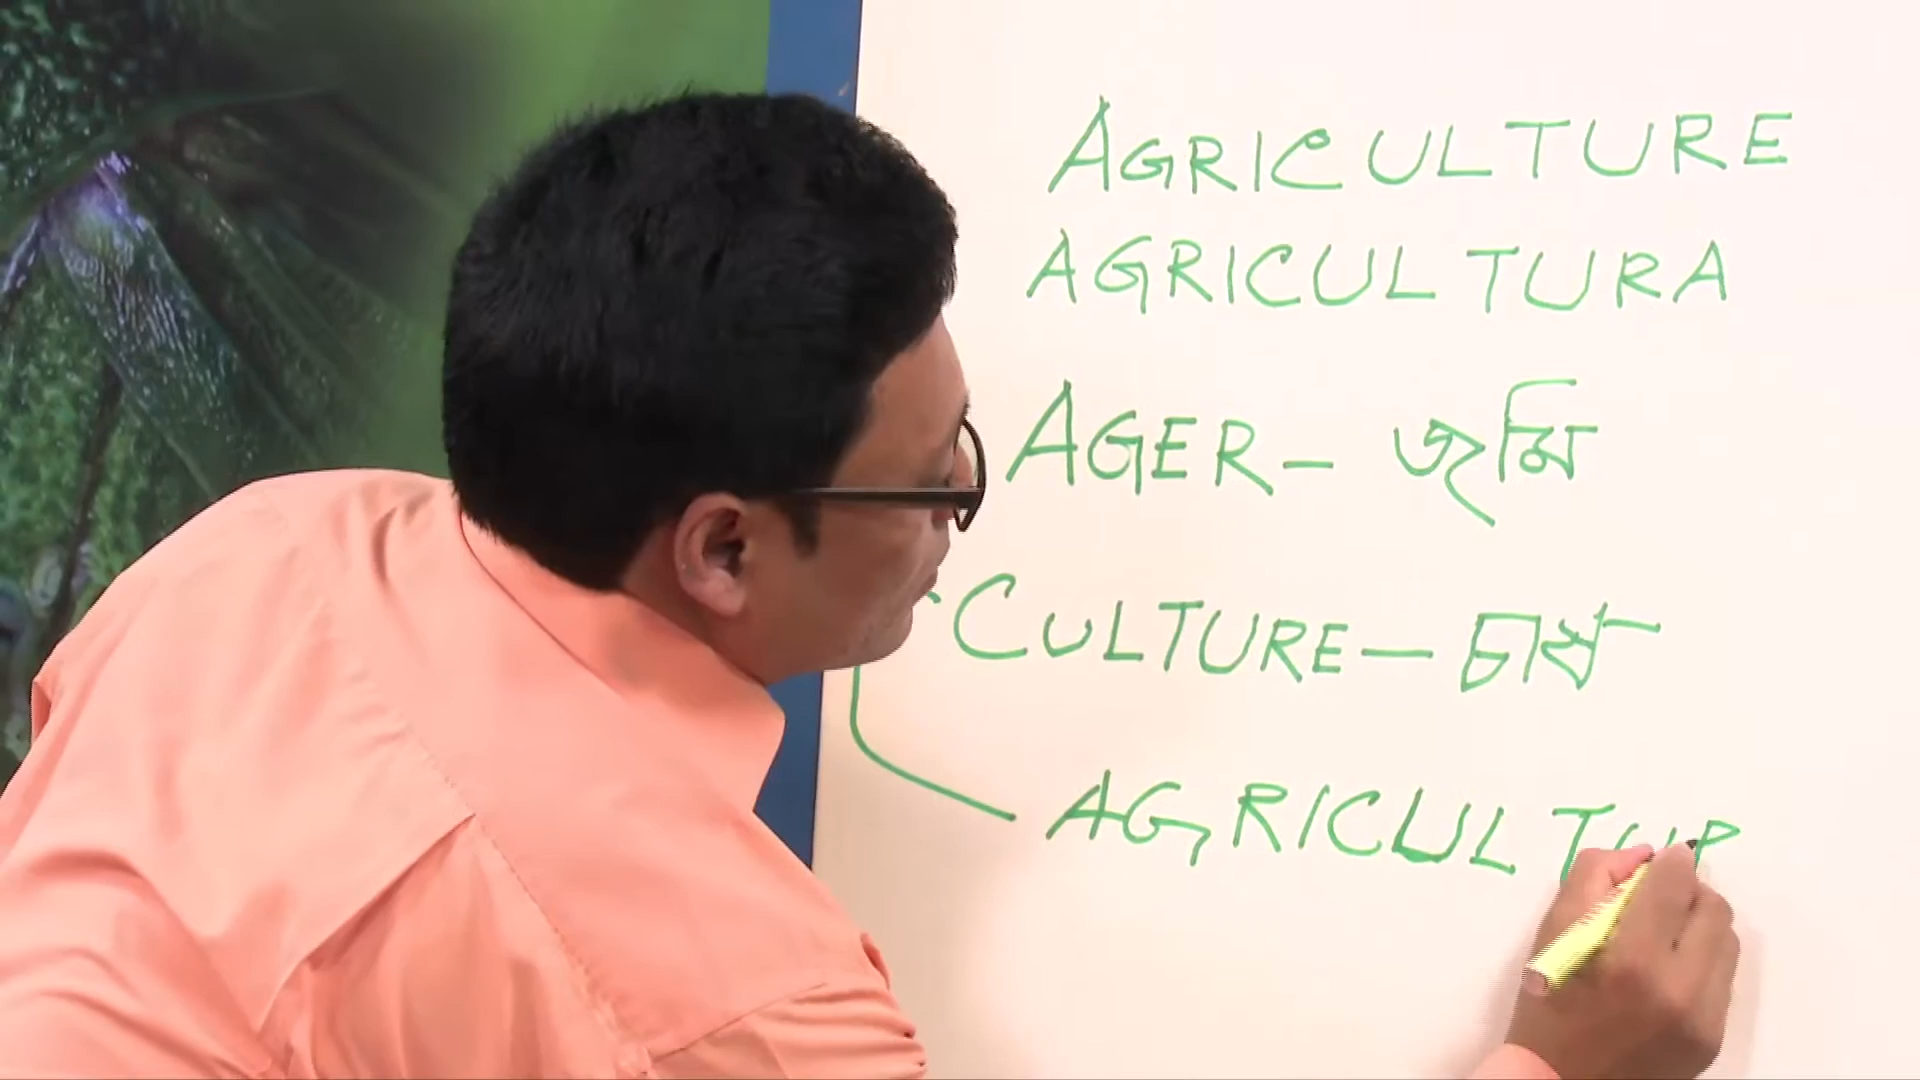 AGRICULTURE
AGRICULTURA
AGER – জমি
CULTURE – চাষ
AGRICULTUR